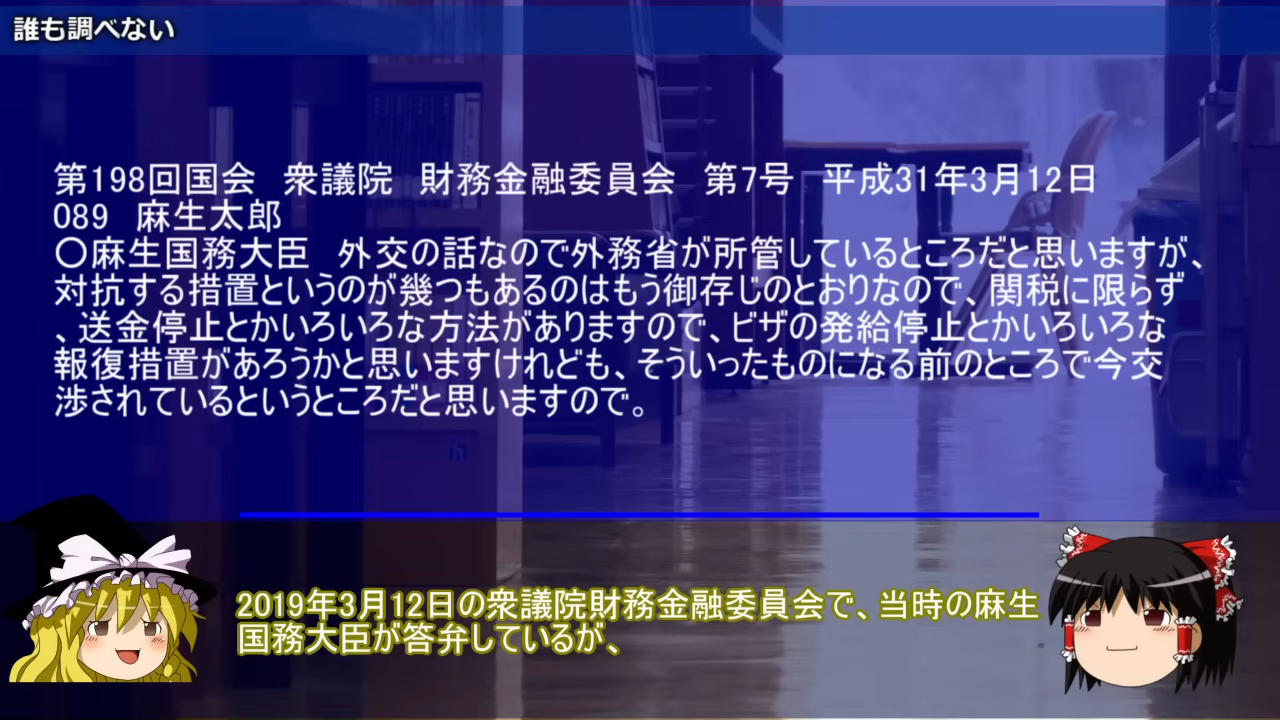 誰も調べない
第198回国会　衆議院　財務金融委員会　第7号　平成31年3月12日
089　麻生太郎
〇麻生国務大臣　外交の話なので外務省が所管しているところだと思いますが、
対抗する措置というのが幾つもあるのはもう御存じのとおりなので、関税に限らず
、送金停止とかいろいろな方法がありますので、ビザの発給停止とかいろいろな
報復措置があろうかと思いますけれども、そういったものになる前のところで今交
渉されているというところだと思いますので。
2019年3月12日の衆議院財務金融委員会で、当時の麻生
国務大臣が答弁しているが、